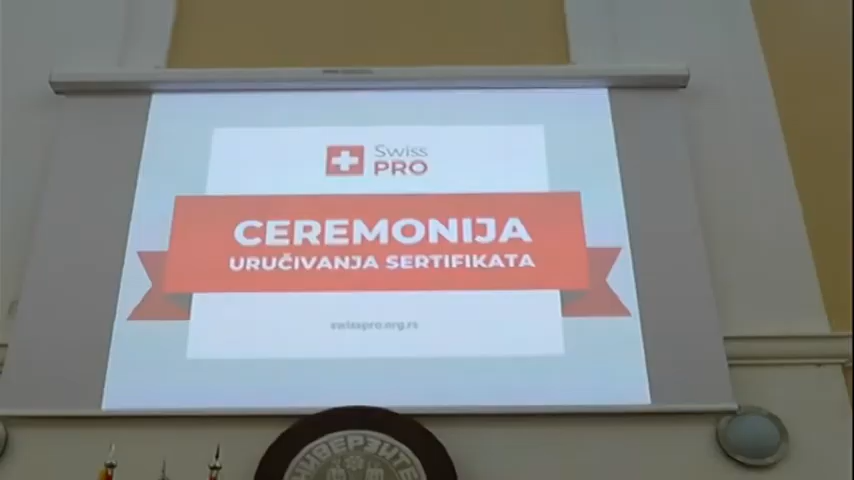 Swiss
PRO
CEREMONIJA
URUČIVANJA SERTIFIKATA
swisspro.org.rs